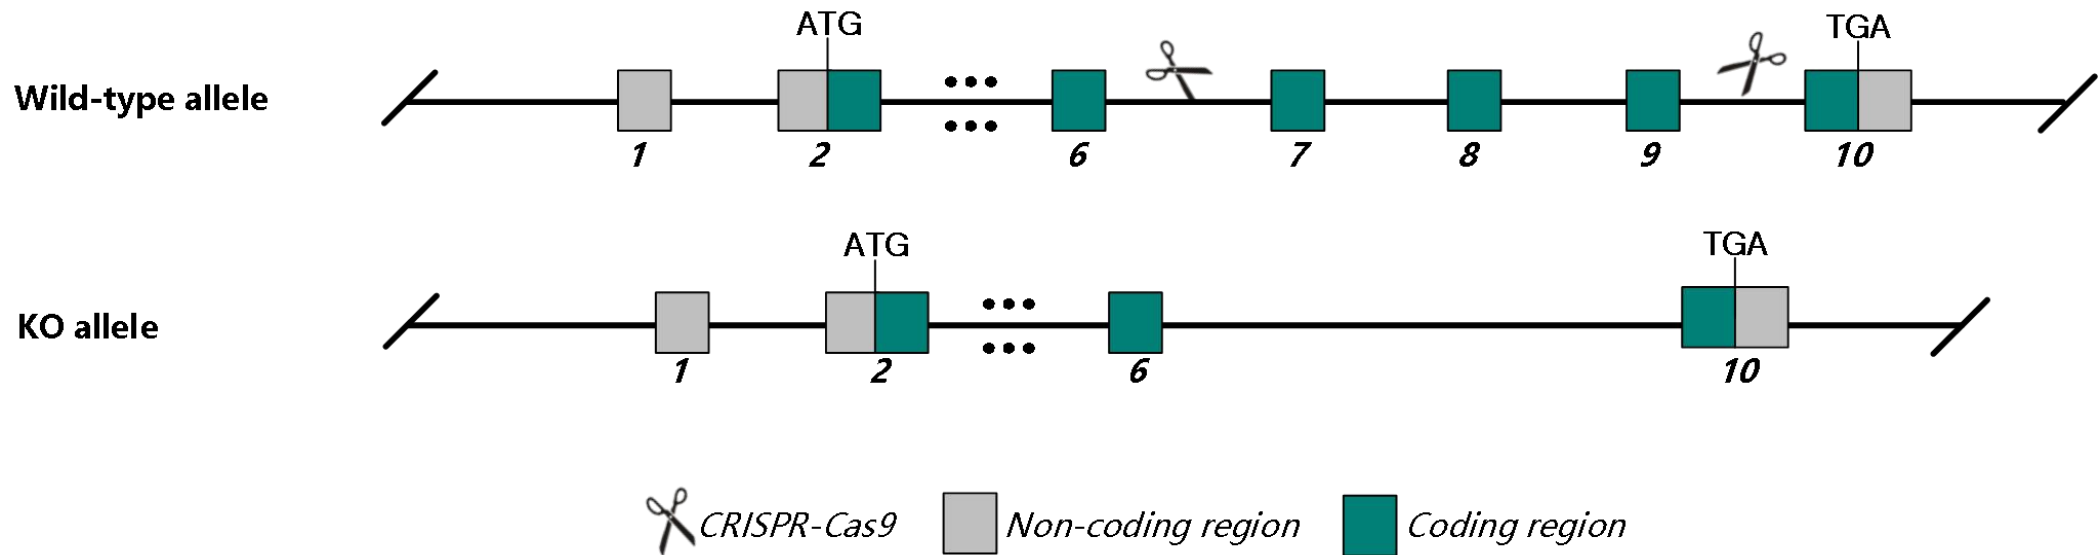 ATG TGA
Wild-type allele
1 2 6 7 8 9 10
ATG TGA
KO allele
1 2 6 10
CRISPR-Cas9 Non-coding region Coding region